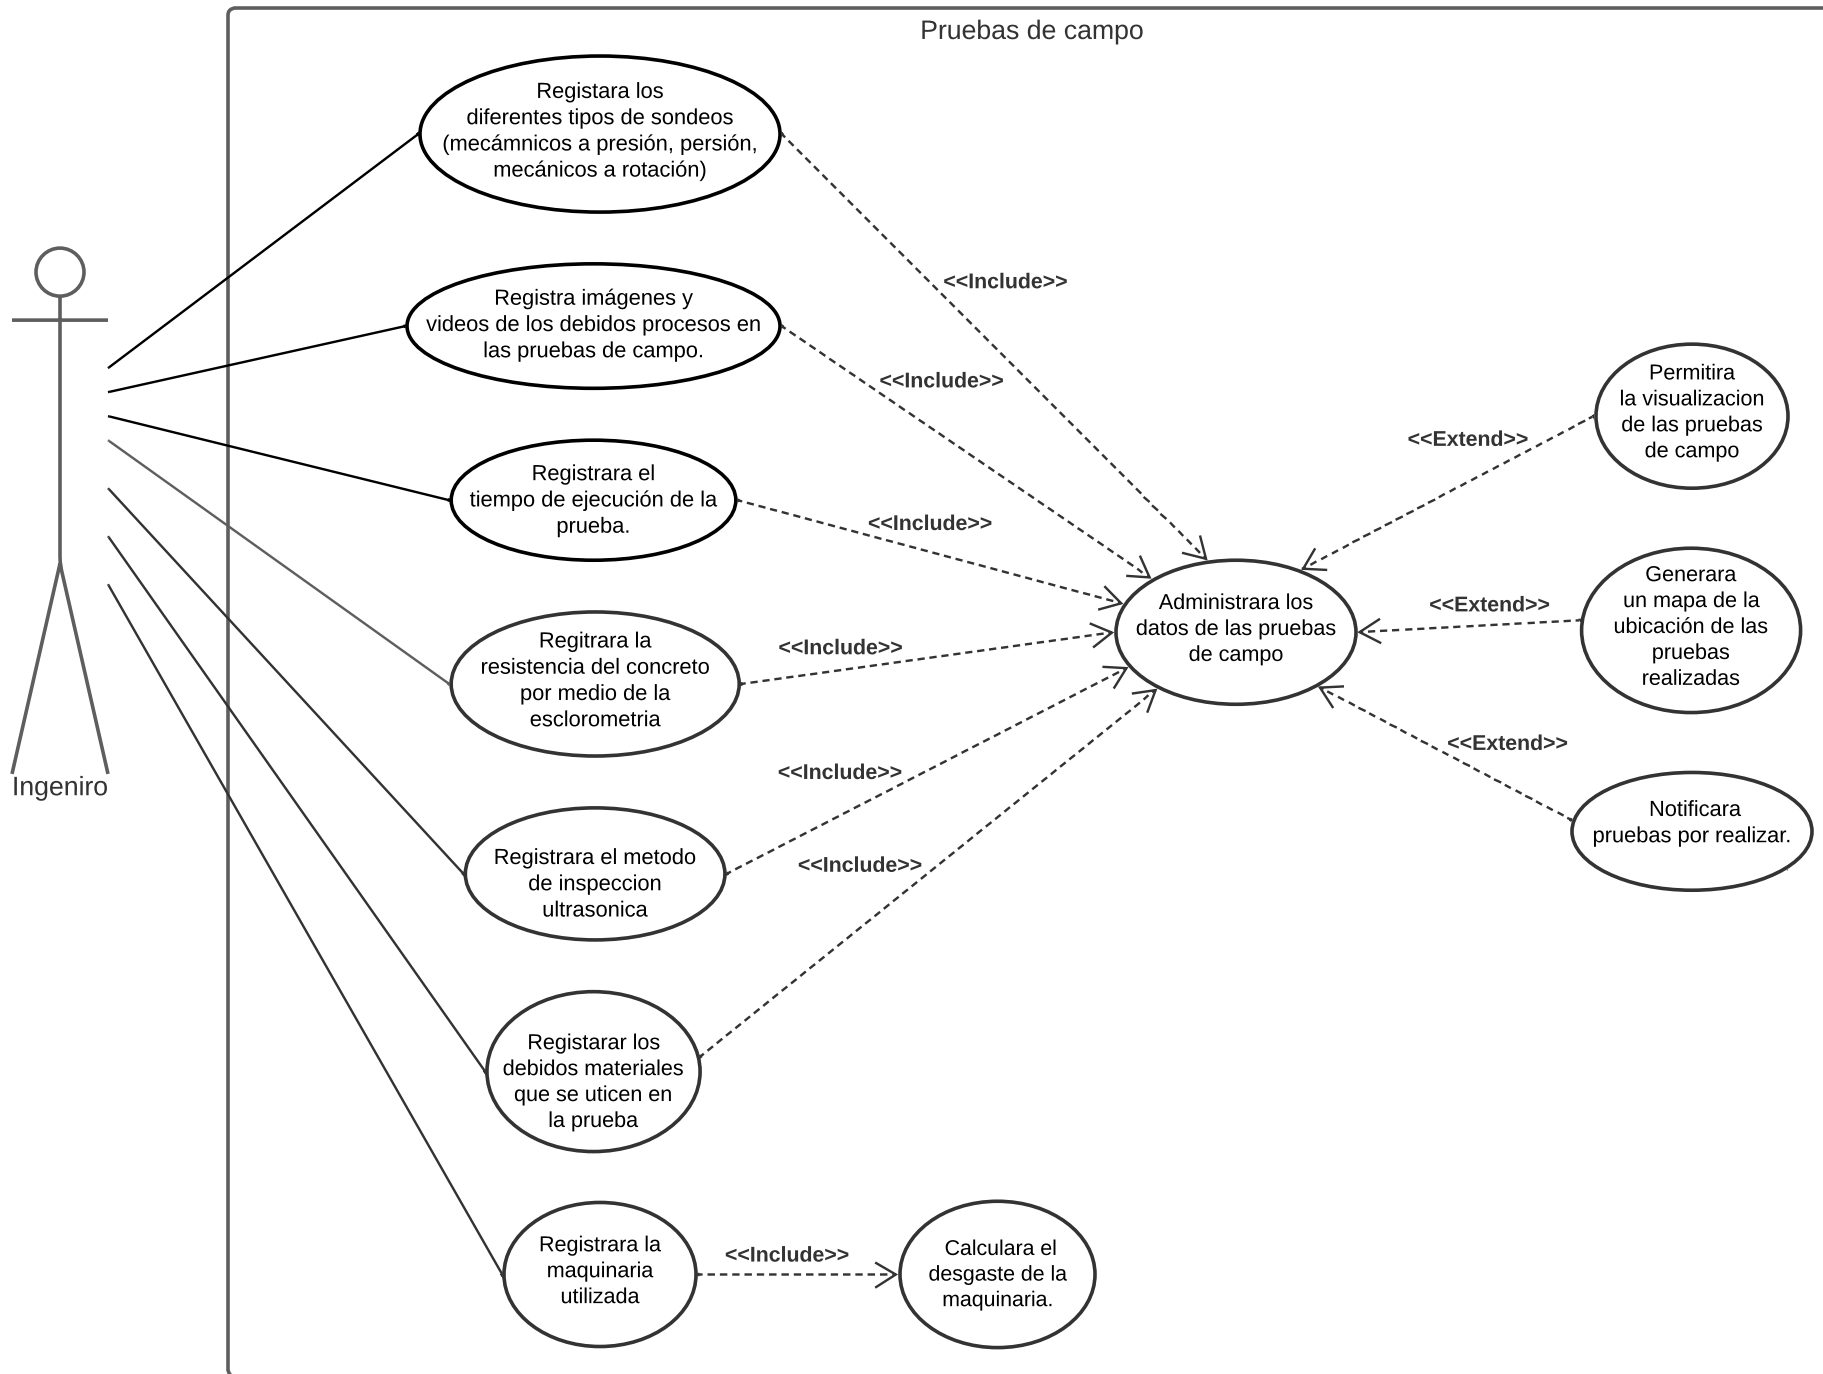 Pruebas de campo
Registara los
diferentes tipos de sondeos
(mecámnicos a presión, persión,
mecánicos a rotación)
<<Include>>
Registra imágenes y
videos de los debidos procesos en
las pruebas de campo.
<<Include>>
Permitira
la visualizacion
de las pruebas
de campo
<<Extend>>
Registrara el
tiempo de ejecución de la
prueba.
<<Include>>
Administrara los
datos de las pruebas
de campo
<<Extend>>
Generara
un mapa de la
ubicación de las
pruebas
realizadas
Regitrara la
resistencia del concreto
por medio de la
esclorometria
<<Include>>
<<Extend>>
Notificara
pruebas por realizar.
Ingeniro
<<Include>>
Registrara el metodo
de inspeccion
ultrasonica
<<Include>>
Registarar los
debidos materiales
que se uticen en
la prueba
Registrara la
maquinaria
utilizada
<<Include>>
Calculara el
desgaste de la
maquinaria.